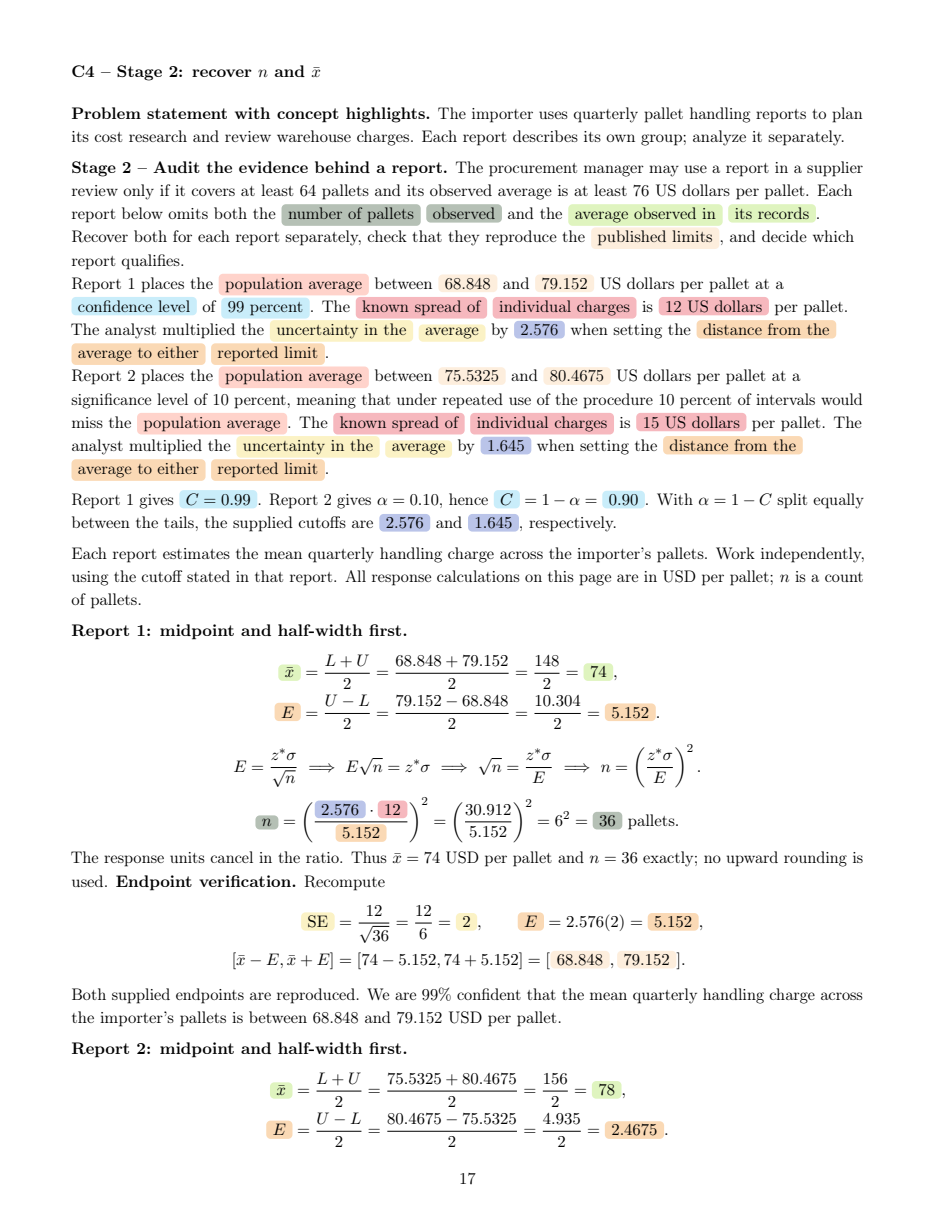 C4 – Stage 2: recover n and x̄
Problem statement with concept highlights. The importer uses quarterly pallet handling reports to plan
its cost research and review warehouse charges. Each report describes its own group; analyze it separately.
Stage 2 – Audit the evidence behind a report. The procurement manager may use a report in a supplier
review only if it covers at least 64 pallets and its observed average is at least 76 US dollars per pallet. Each
report below omits both the number of pallets observed and the average observed in its records .
Recover both for each report separately, check that they reproduce the published limits , and decide which
report qualifies.
Report 1 places the population average between 68.848 and 79.152 US dollars per pallet at a
confidence level of 99 percent . The known spread of individual charges is 12 US dollars per pallet.
The analyst multiplied the uncertainty in the average by 2.576 when setting the distance from the
average to either reported limit .
Report 2 places the population average between 75.5325 and 80.4675 US dollars per pallet at a
significance level of 10 percent, meaning that under repeated use of the procedure 10 percent of intervals would
miss the population average . The known spread of individual charges is 15 US dollars per pallet. The
analyst multiplied the uncertainty in the average by 1.645 when setting the distance from the
average to either reported limit .
Report 1 gives C = 0.99 . Report 2 gives α = 0.10, hence C = 1 − α = 0.90 . With α = 1 − C split equally
between the tails, the supplied cutoffs are 2.576 and 1.645 , respectively.
Each report estimates the mean quarterly handling charge across the importer's pallets. Work independently,
using the cutoff stated in that report. All response calculations on this page are in USD per pallet; n is a count
of pallets.
Report 1: midpoint and half-width first.
x̄ = (L + U)/2 = (68.848 + 79.152)/2 = 148/2 = 74 ,
E = (U − L)/2 = (79.152 − 68.848)/2 = 10.304/2 = 5.152 .
E = z*σ/√n ⟹ E√n = z*σ ⟹ √n = z*σ/E ⟹ n = (z*σ/E)² .
n = (2.576 · 12 / 5.152)² = (30.912/5.152)² = 6² = 36 pallets.
The response units cancel in the ratio. Thus x̄ = 74 USD per pallet and n = 36 exactly; no upward rounding is
used. Endpoint verification. Recompute
SE = 12/√36 = 12/6 = 2 , E = 2.576(2) = 5.152 ,
[x̄ − E, x̄ + E] = [74 − 5.152, 74 + 5.152] = [ 68.848 , 79.152 ].
Both supplied endpoints are reproduced. We are 99% confident that the mean quarterly handling charge across
the importer's pallets is between 68.848 and 79.152 USD per pallet.
Report 2: midpoint and half-width first.
x̄ = (L + U)/2 = (75.5325 + 80.4675)/2 = 156/2 = 78 ,
E = (U − L)/2 = (80.4675 − 75.5325)/2 = 4.935/2 = 2.4675 .
17